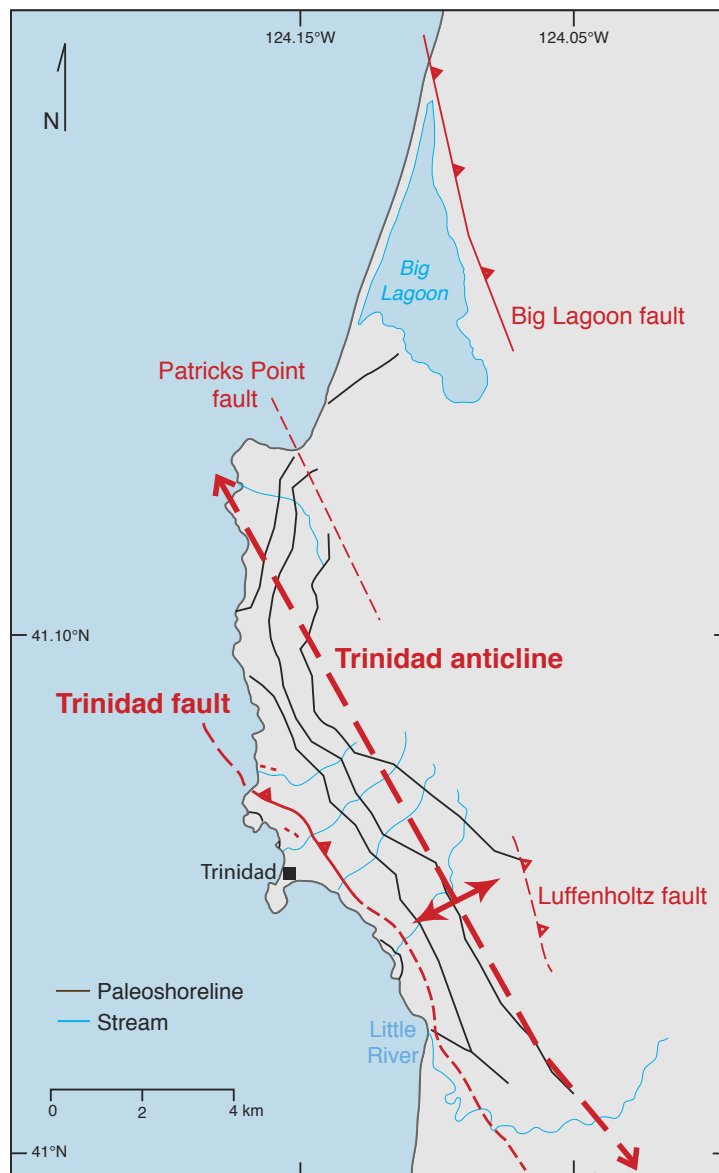 124.15°W
124.05°W
N
Big
Lagoon
Big Lagoon fault
Patricks Point
fault
41.10°N
Trinidad anticline
Trinidad fault
Trinidad
Luffenholtz fault
Paleoshoreline
Stream
Little
River
0
2
4 km
41°N